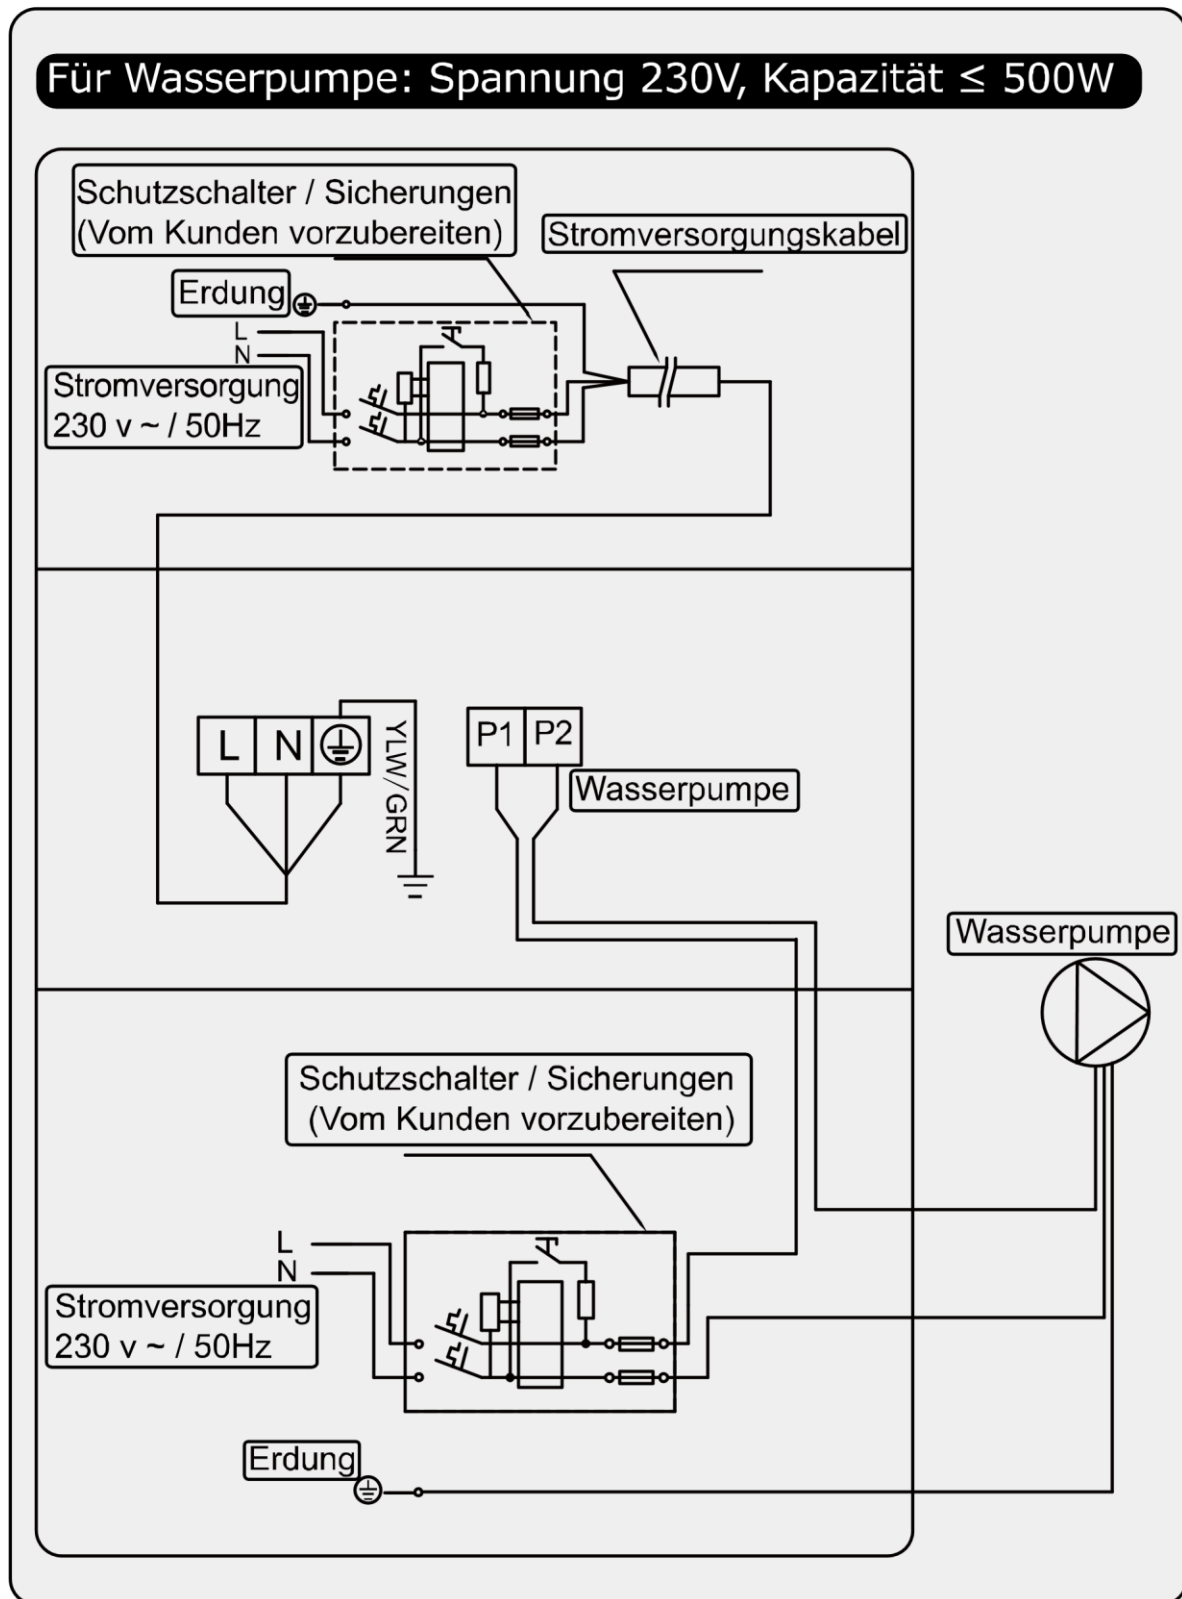 Für Wasserpumpe: Spannung 230V, Kapazität ≤ 500W
Schutzschalter / Sicherungen
(Vom Kunden vorzubereiten)
Stromversorgungskabel
Erdung
L
N
Stromversorgung
230 v ~ / 50Hz
L N
YLW/GRN
P1 P2
Wasserpumpe
Wasserpumpe
Schutzschalter / Sicherungen
(Vom Kunden vorzubereiten)
L
N
Stromversorgung
230 v ~ / 50Hz
Erdung